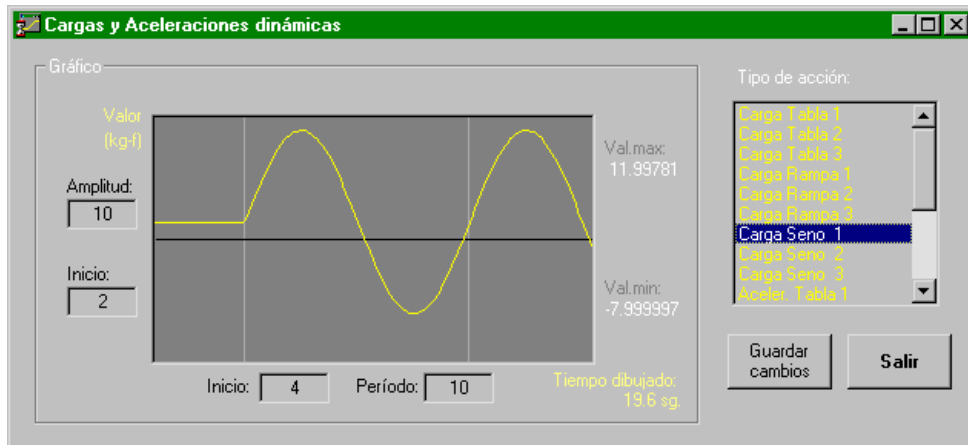 Cargas y Aceleraciones dinámicas
Gráfico
Valor
(kg-f)
Amplitud:
10
Inicio:
2
Val.max:
11.99781
Val.min:
-7.999997
Inicio: 4 Período: 10
Tiempo dibujado:
19.6 sg.
Tipo de acción:
Carga Tabla 1
Carga Tabla 2
Carga Tabla 3
Carga Rampa 1
Carga Rampa 2
Carga Rampa 3
Carga Seno 1
Carga Seno 2
Carga Seno 3
Aceler. Tabla 1
Guardar
cambios
Salir